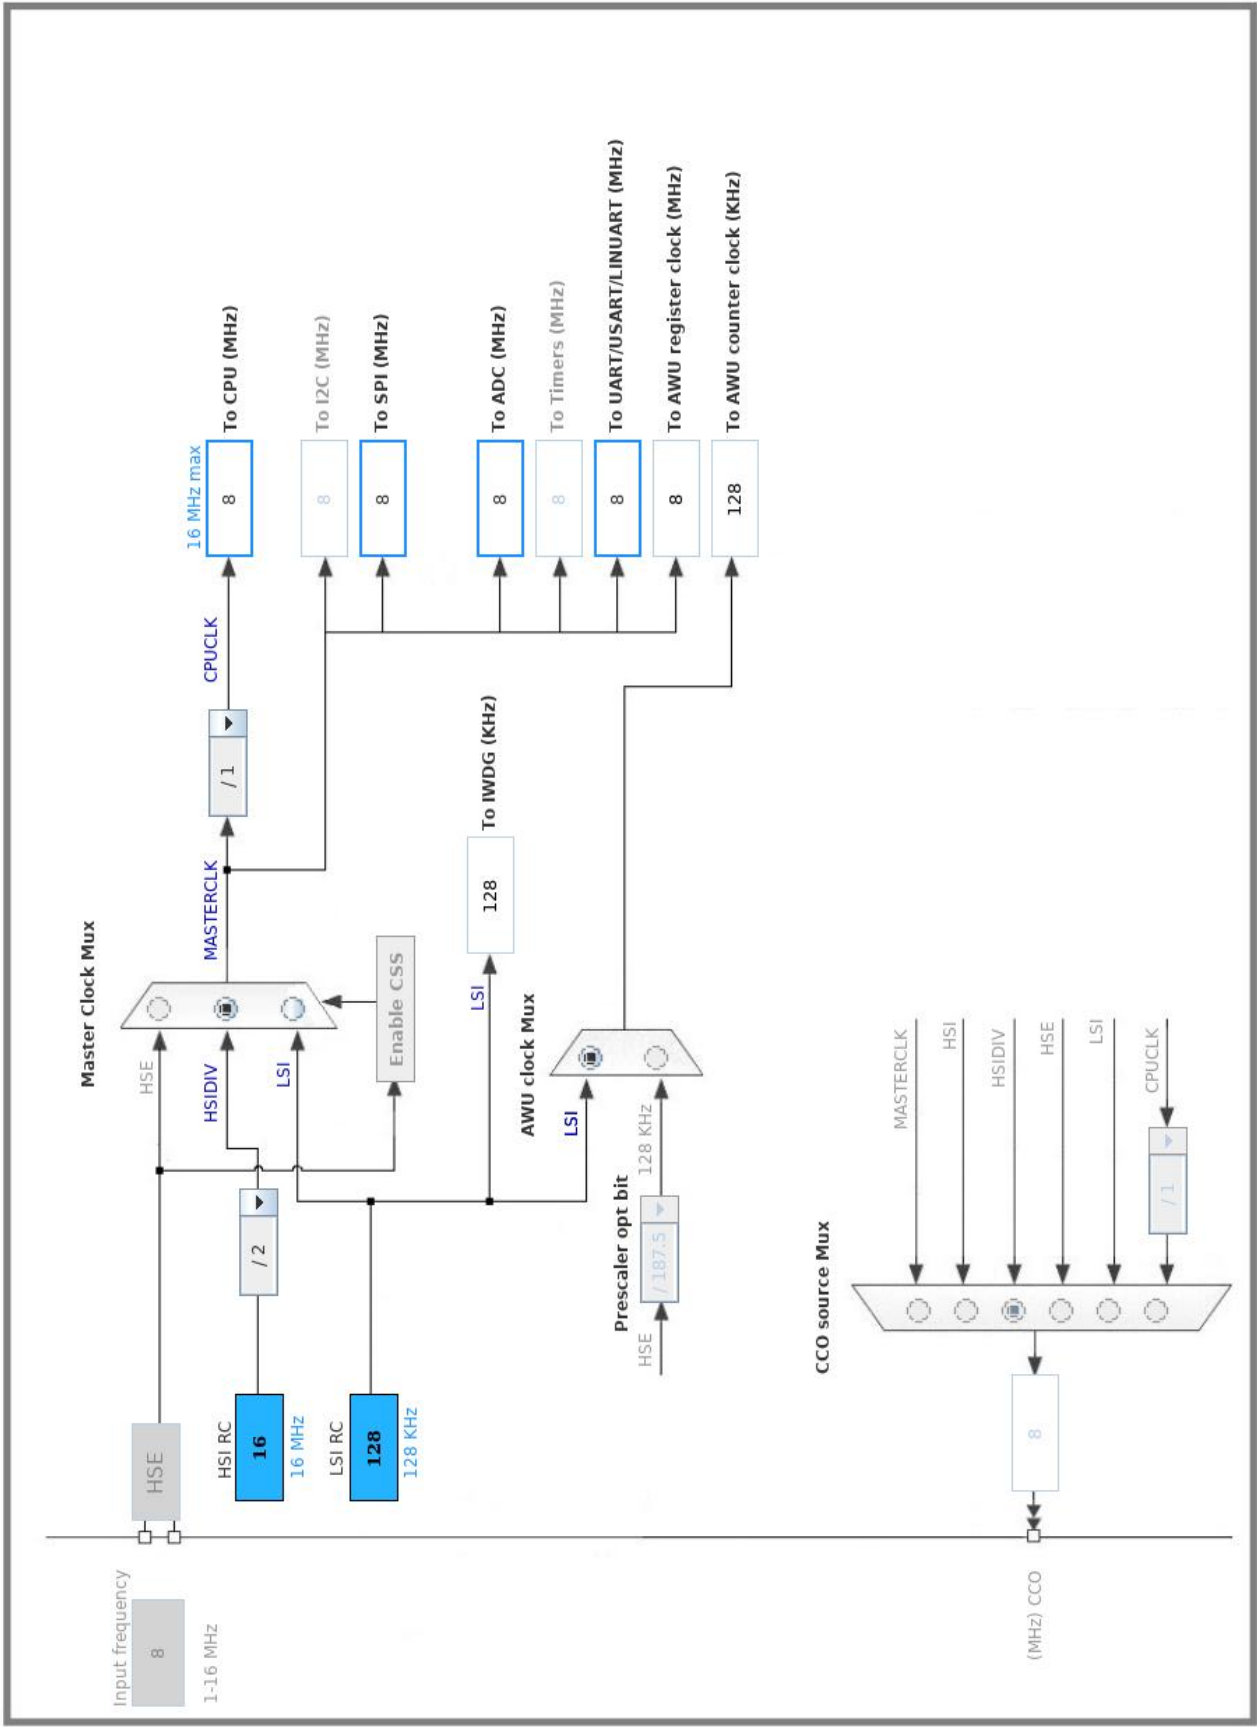 Input frequency
8
1-16 MHz
HSE
HSI RC
16
16 MHz
LSI RC
128
128 KHz
/ 2
HSE
HSIDIV
LSI
Master Clock Mux
Enable CSS
MASTERCLK
/ 1
CPUCLK
16 MHz max
8
To CPU (MHz)
8
To I2C (MHz)
8
To SPI (MHz)
8
To ADC (MHz)
8
To Timers (MHz)
8
To UART/USART/LINUART (MHz)
8
To AWU register clock (MHz)
128
To AWU counter clock (KHz)
LSI
128
To IWDG (KHz)
AWU clock Mux
LSI
128 KHz
Prescaler opt bit
/ 187.5
HSE
CCO source Mux
MASTERCLK
HSI
HSIDIV
HSE
LSI
CPUCLK
/ 1
8
(MHz) CCO